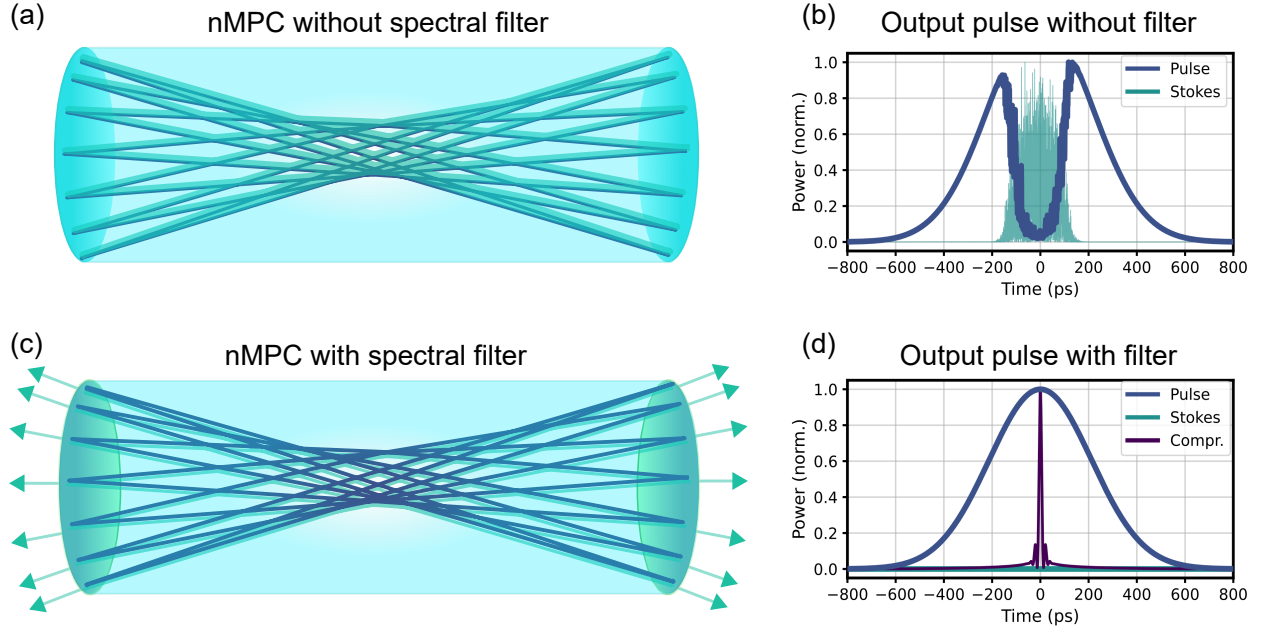 (a)
nMPC without spectral filter
(b)
Output pulse without filter
Power (norm.)
1.0
0.8
0.6
0.4
0.2
0.0
Pulse
Stokes
−800 −600 −400 −200 0 200 400 600 800
Time (ps)
(c)
nMPC with spectral filter
(d)
Output pulse with filter
Power (norm.)
1.0
0.8
0.6
0.4
0.2
0.0
Pulse
Stokes
Compr.
−800 −600 −400 −200 0 200 400 600 800
Time (ps)